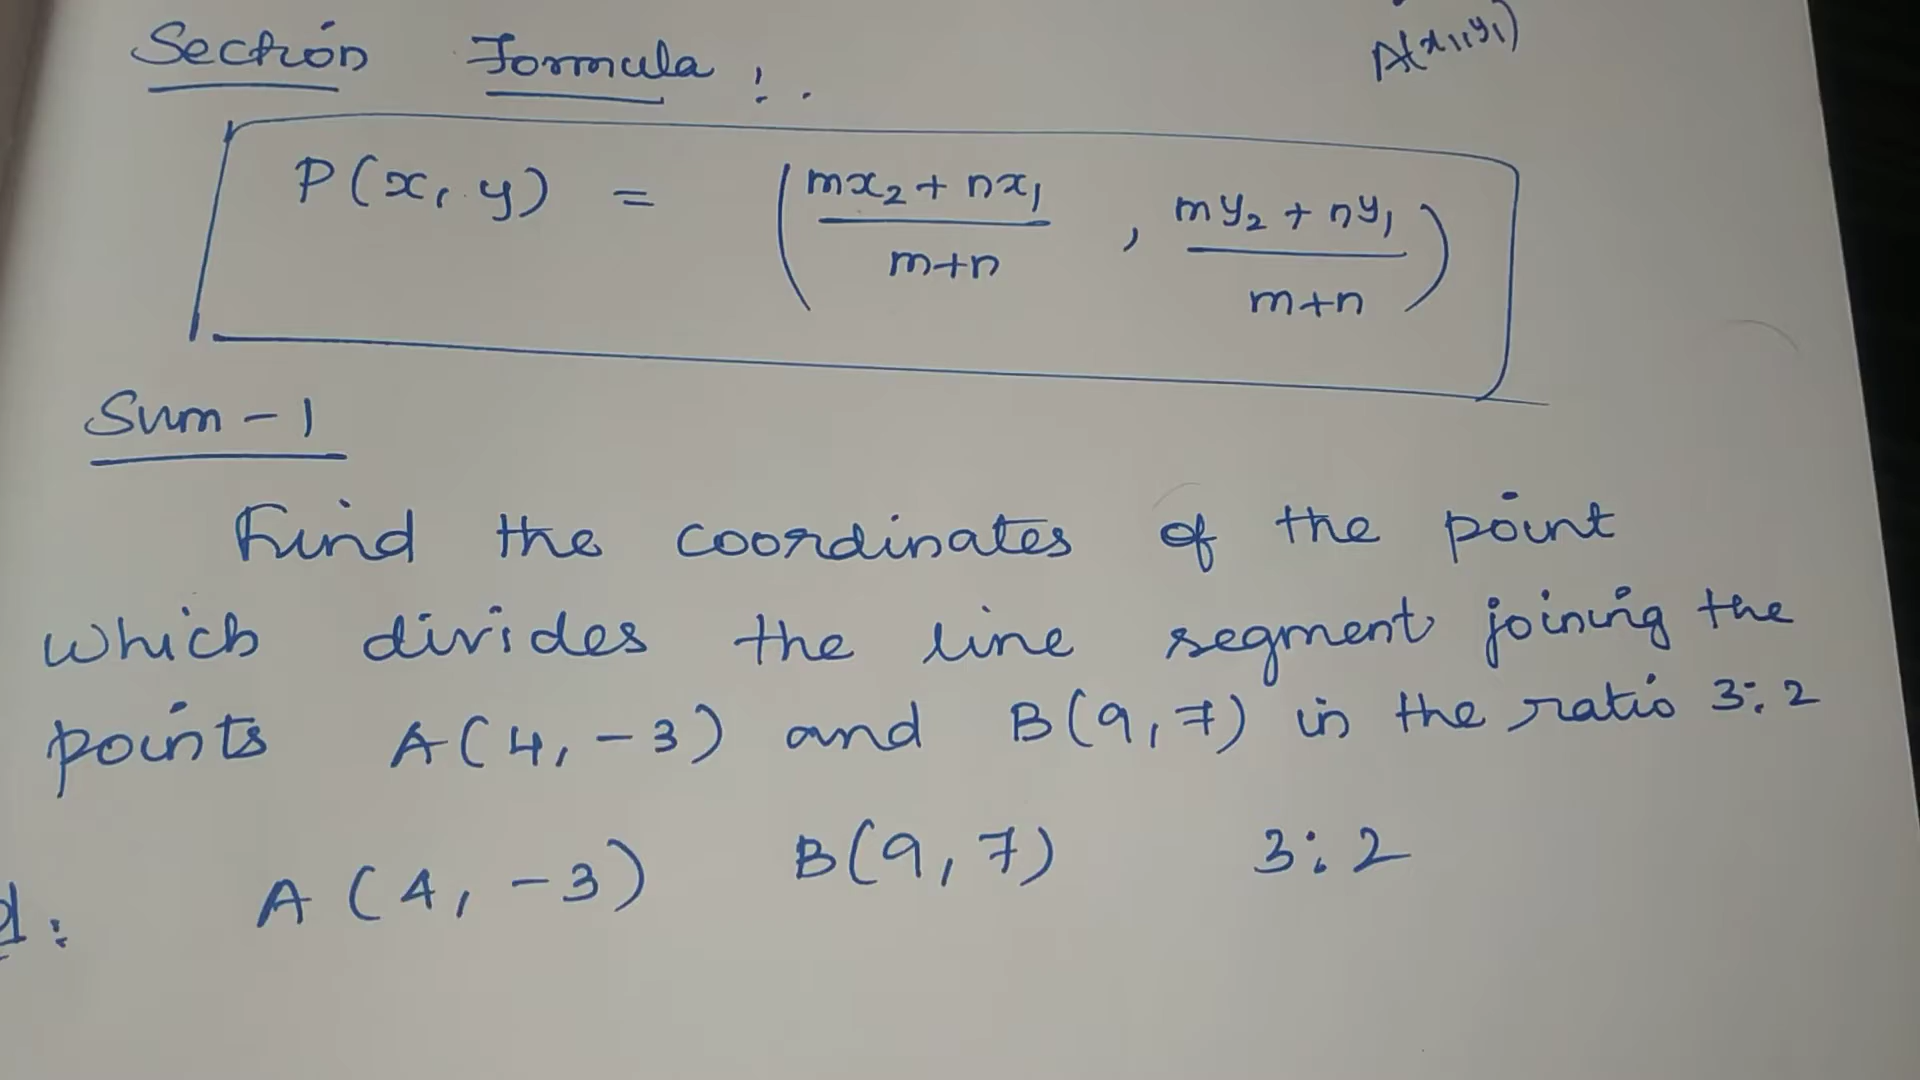 Section Formula :.
A(x₁, y₁)
P(x, y) = ( mx₂ + nx₁ / m+n , my₂ + ny₁ / m+n )
Sum - 1
Find the coordinates of the point
which divides the line segment joining the
points A(4, -3) and B(9, 7) in the ratio 3:2
A (4, -3) B(9, 7) 3:2